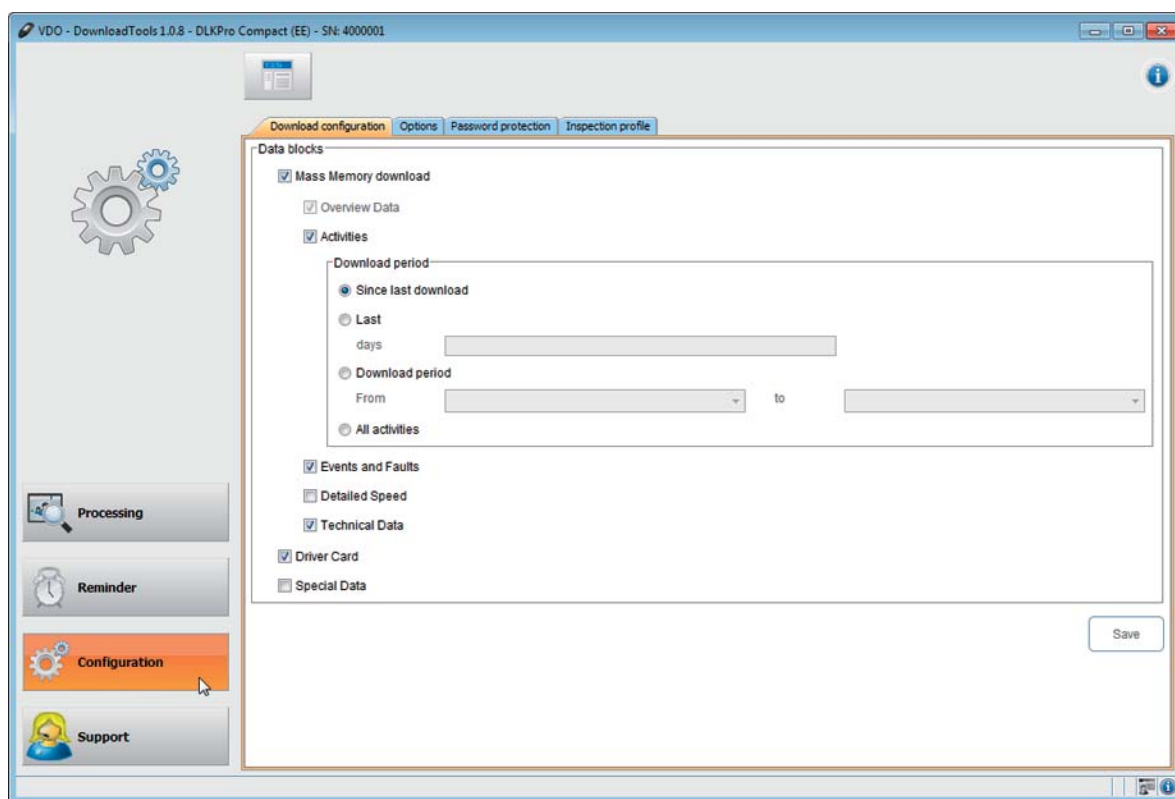 VDO - DownloadTools 1.0.8 - DLKPro Compact (EE) - SN: 4000001
Download configuration Options Password protection Inspection profile
Data blocks
Mass Memory download
Overview Data
Activities
Download period
Since last download
Last
days
Download period
From to
All activities
Events and Faults
Detailed Speed
Technical Data
Driver Card
Special Data
Save
Processing
Reminder
Configuration
Support